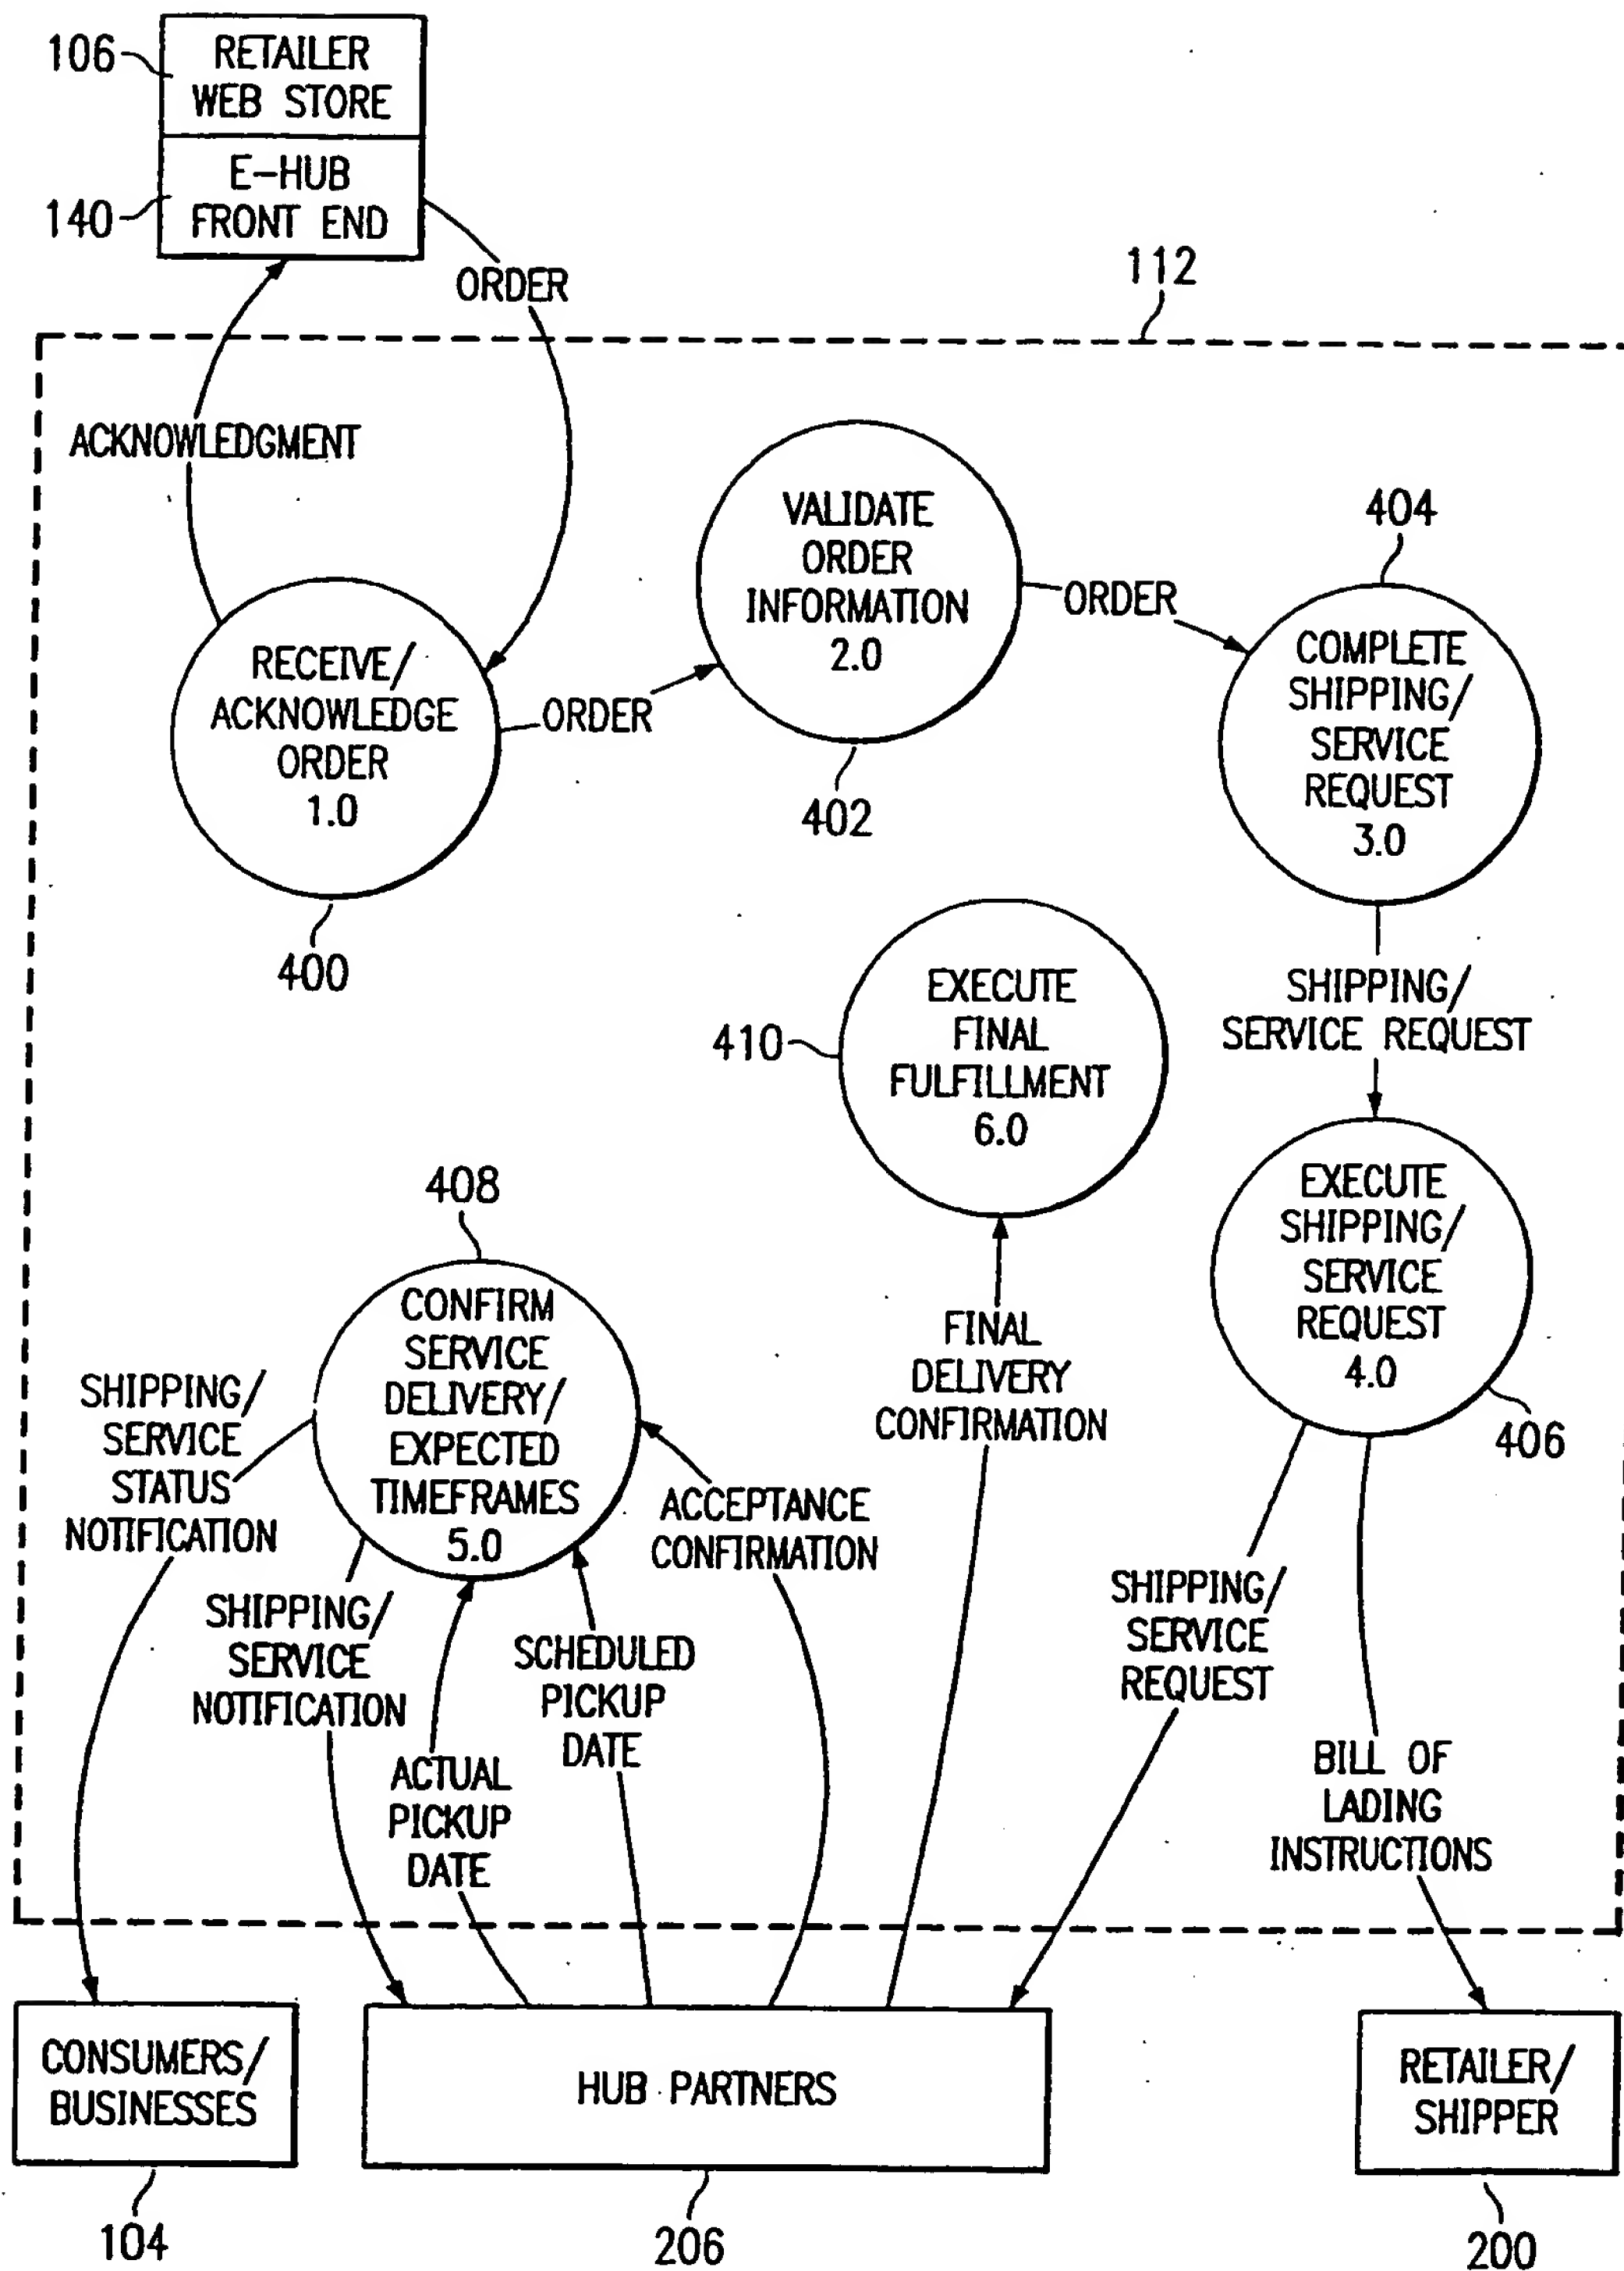 106
RETAILER
WEB STORE
140
E-HUB
FRONT END
ORDER
112
ACKNOWLEDGMENT
RECEIVE/
ACKNOWLEDGE
ORDER
1.0
400
ORDER
VALIDATE
ORDER
INFORMATION
2.0
402
ORDER
404
COMPLETE
SHIPPING/
SERVICE
REQUEST
3.0
SHIPPING/
SERVICE REQUEST
410
EXECUTE
FINAL
FULFILLMENT
6.0
EXECUTE
SHIPPING/
SERVICE
REQUEST
4.0
406
408
CONFIRM
SERVICE
DELIVERY/
EXPECTED
TIMEFRAMES
5.0
FINAL
DELIVERY
CONFIRMATION
SHIPPING/
SERVICE
STATUS
NOTIFICATION
ACCEPTANCE
CONFIRMATION
SHIPPING/
SERVICE
NOTIFICATION
SCHEDULED
PICKUP
DATE
ACTUAL
PICKUP
DATE
SHIPPING/
SERVICE
REQUEST
BILL OF
LADING
INSTRUCTIONS
CONSUMERS/
BUSINESSES
104
HUB PARTNERS
206
RETAILER/
SHIPPER
200